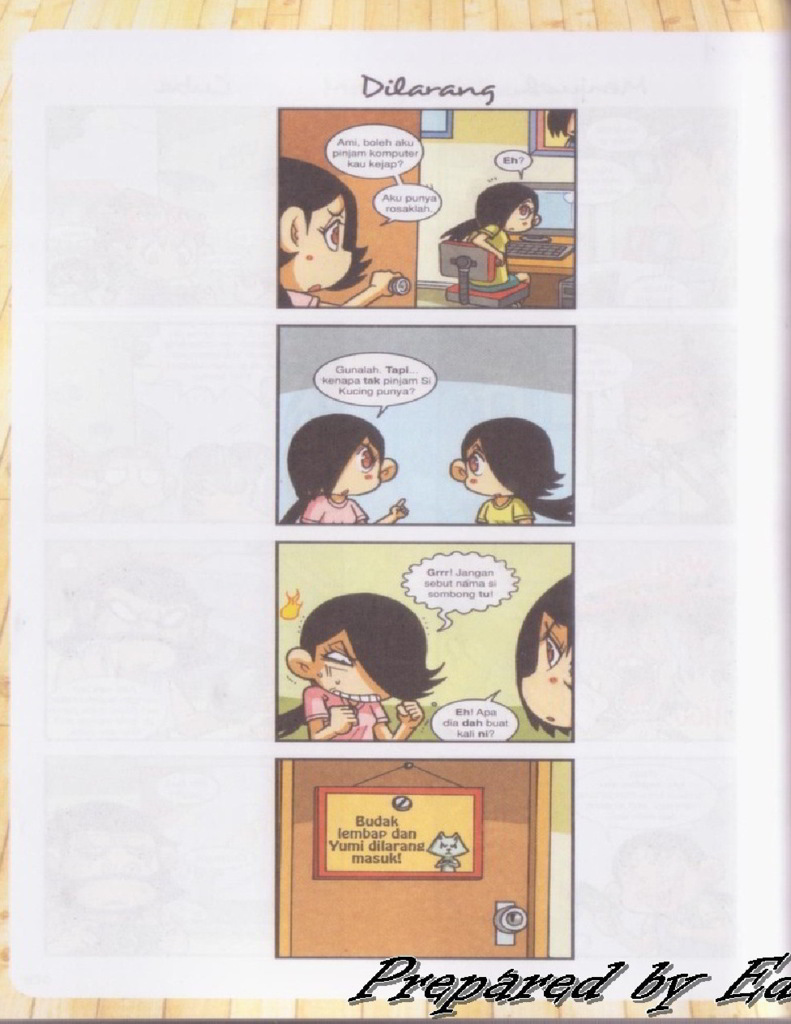 Dilarang
Ami, boleh aku
pinjam komputer
kau kejap?
Aku punya
rosaklah.
Eh?
Gunalah. Tapi...
kenapa tak pinjam Si
Kucing punya?
Grrr! Jangan
sebut nama si
sombong tu!
Eh! Apa
dia dah buat
kali ni?
Budak
lembap dan
Yumi dilarang
masuk!
Prepared by Ed